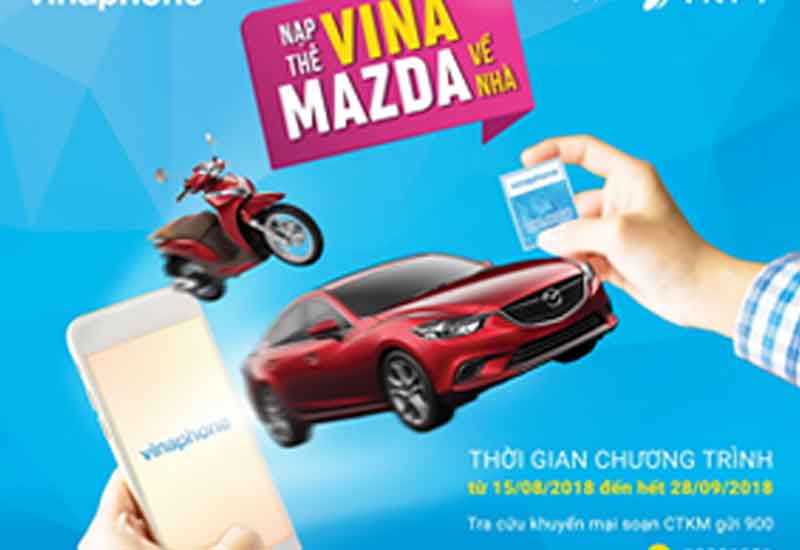 vinaphone
NẠP THẺ VINA
MAZDA VỀ NHÀ
vinaphone
vinaphone
THỜI GIAN CHƯƠNG TRÌNH
từ 15/08/2018 đến hết 28/09/2018
Tra cứu khuyến mại soạn CTKM gửi 900